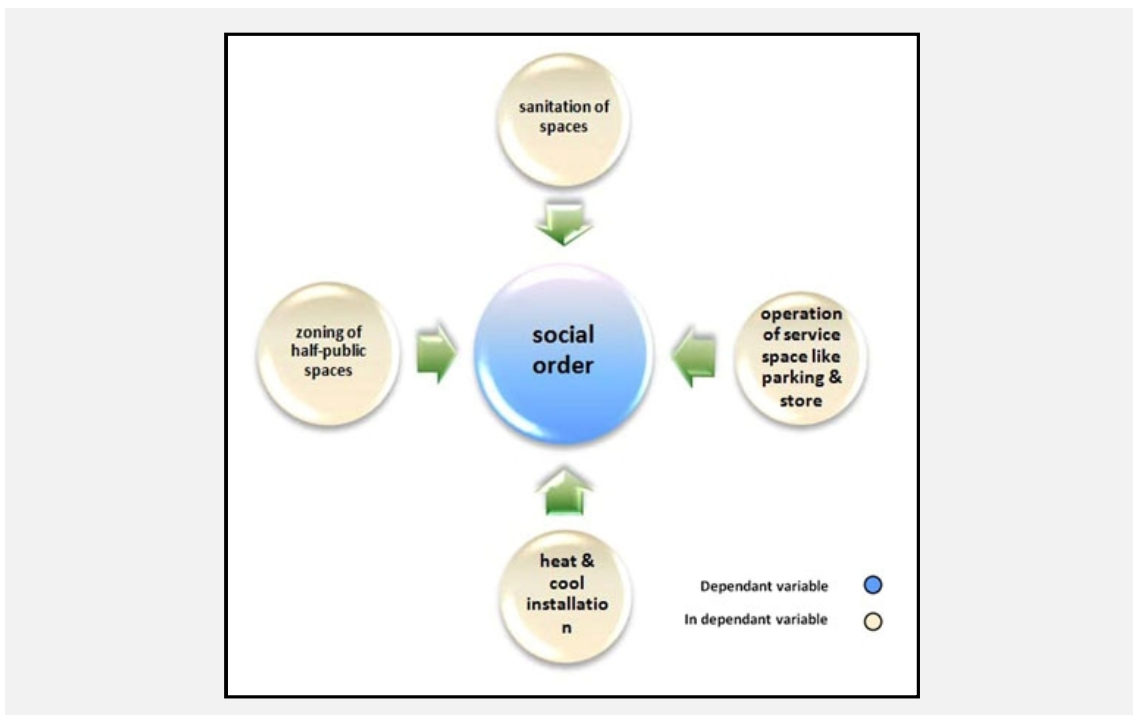 sanitation of
spaces
zoning of
half-public
spaces
social
order
operation
of service
space like
parking &
store
heat &
cool
installatio
n
Dependant variable
In dependant variable